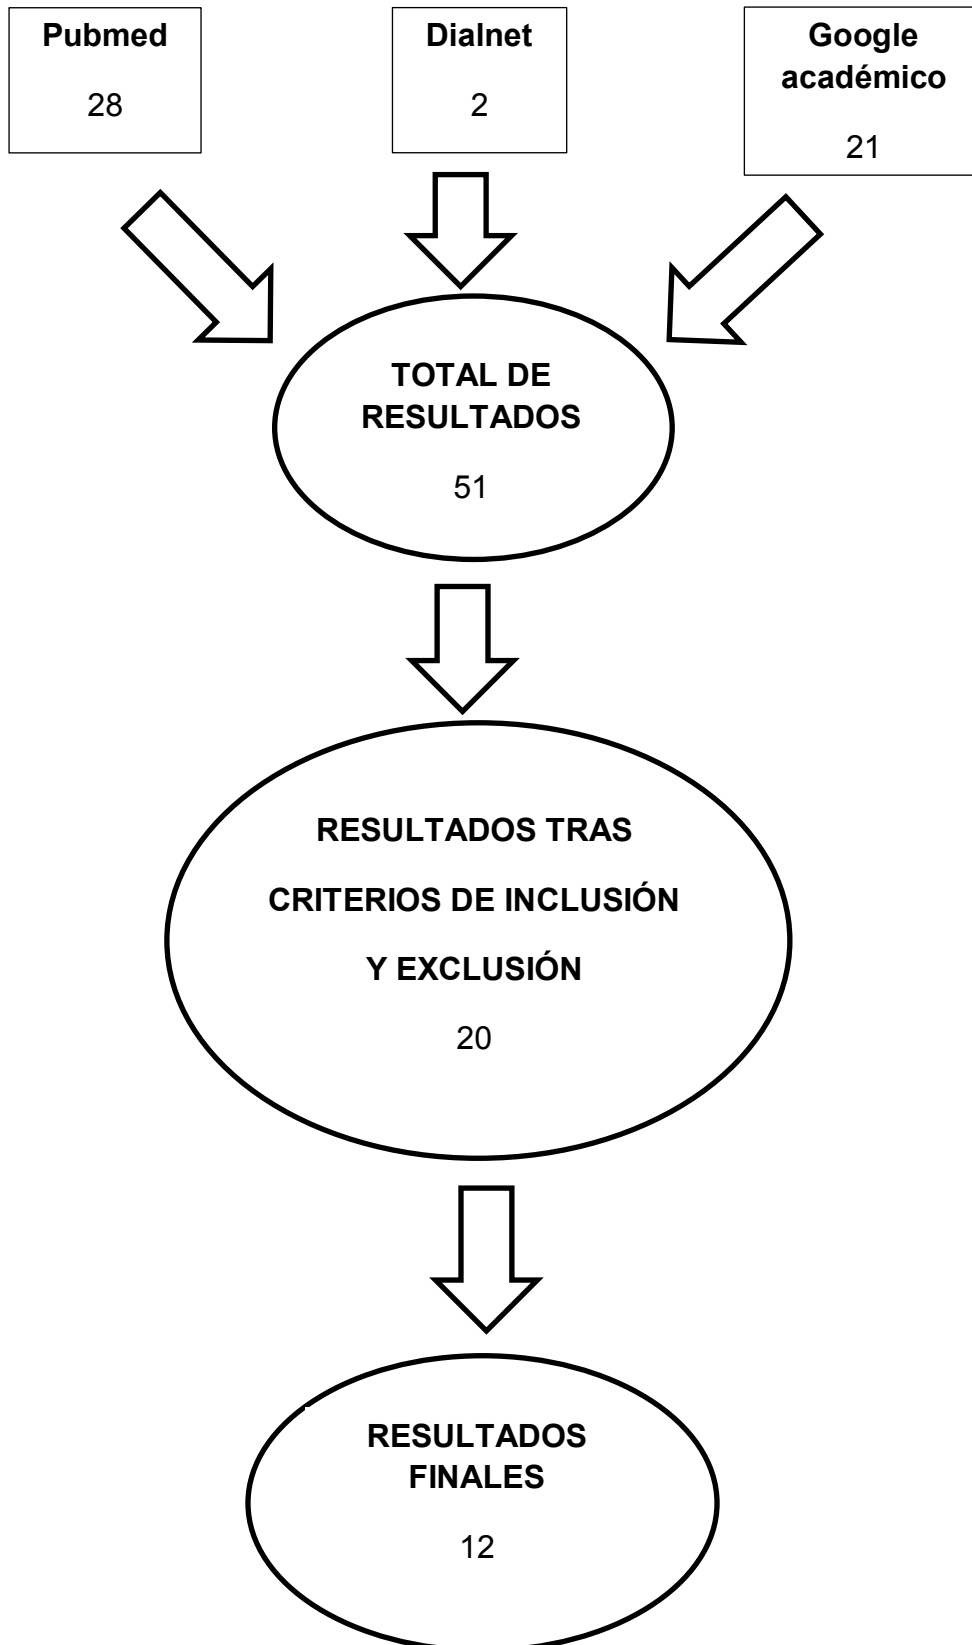 Pubmed
28
Dialnet
2
Google
académico
21
TOTAL DE
RESULTADOS
51
RESULTADOS TRAS
CRITERIOS DE INCLUSIÓN
Y EXCLUSIÓN
20
RESULTADOS
FINALES
12